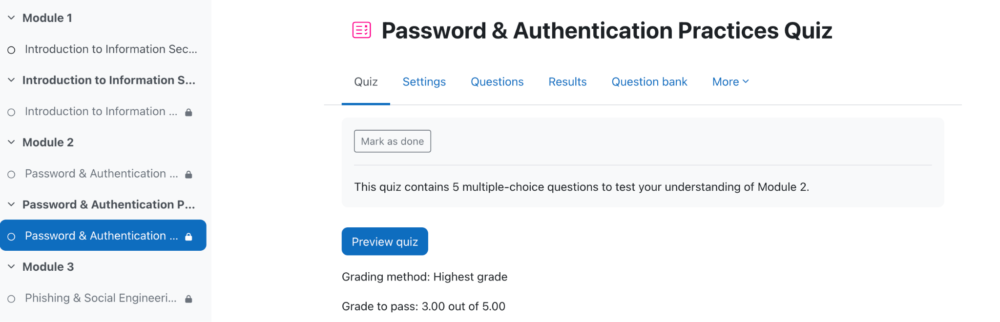 Module 1
Introduction to Information Sec...
Introduction to Information S...
Introduction to Information ...
Module 2
Password & Authentication ...
Password & Authentication P...
Password & Authentication ...
Module 3
Phishing & Social Engineeri...
Password & Authentication Practices Quiz
Quiz Settings Questions Results Question bank More
Mark as done
This quiz contains 5 multiple-choice questions to test your understanding of Module 2.
Preview quiz
Grading method: Highest grade
Grade to pass: 3.00 out of 5.00